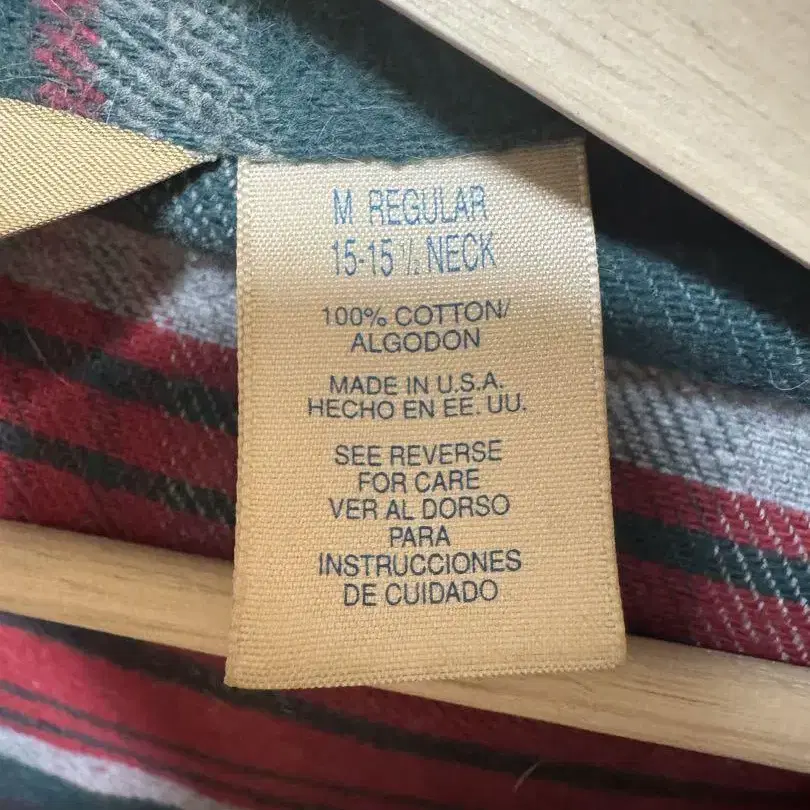 M REGULAR
15-15 ½ NECK
100% COTTON/
ALGODON
MADE IN U.S.A.
HECHO EN EE. UU.
SEE REVERSE
FOR CARE
VER AL DORSO
PARA
INSTRUCCIONES
DE CUIDADO